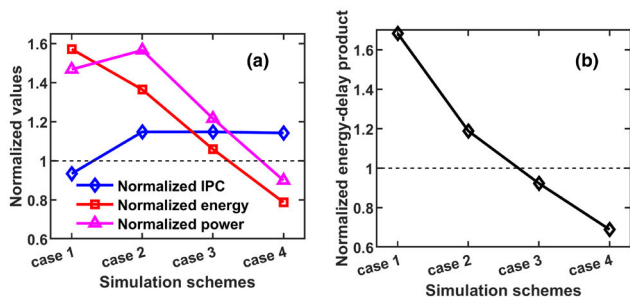 (a)
Normalized values
1.6
1.4
1.2
1
0.8
0.6
Normalized IPC
Normalized energy
Normalized power
case 1
case 2
case 3
case 4
Simulation schemes
(b)
Normalized energy-delay product
1.6
1.4
1.2
1
0.8
0.6
case 1
case 2
case 3
case 4
Simulation schemes